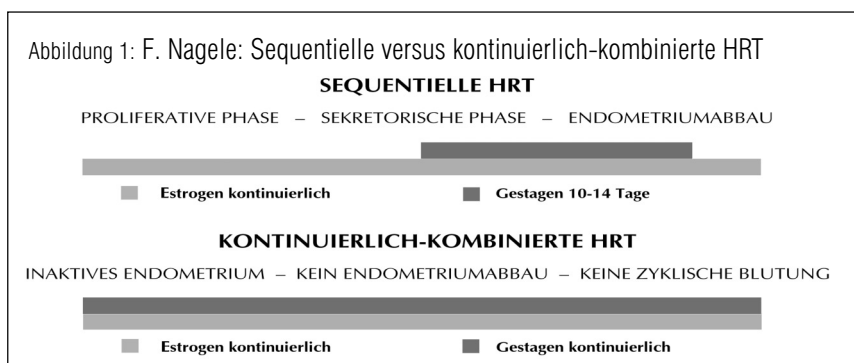 Abbildung 1: F. Nagele: Sequentielle versus kontinuierlich-kombinierte HRT
SEQUENTIELLE HRT
PROLIFERATIVE PHASE – SEKRETORISCHE PHASE – ENDOMETRIUMABBAU
Estrogen kontinuierlich Gestagen 10-14 Tage
KONTINUIERLICH-KOMBINIERTE HRT
INAKTIVES ENDOMETRIUM – KEIN ENDOMETRIUMABBAU – KEINE ZYKLISCHE BLUTUNG
Estrogen kontinuierlich Gestagen kontinuierlich